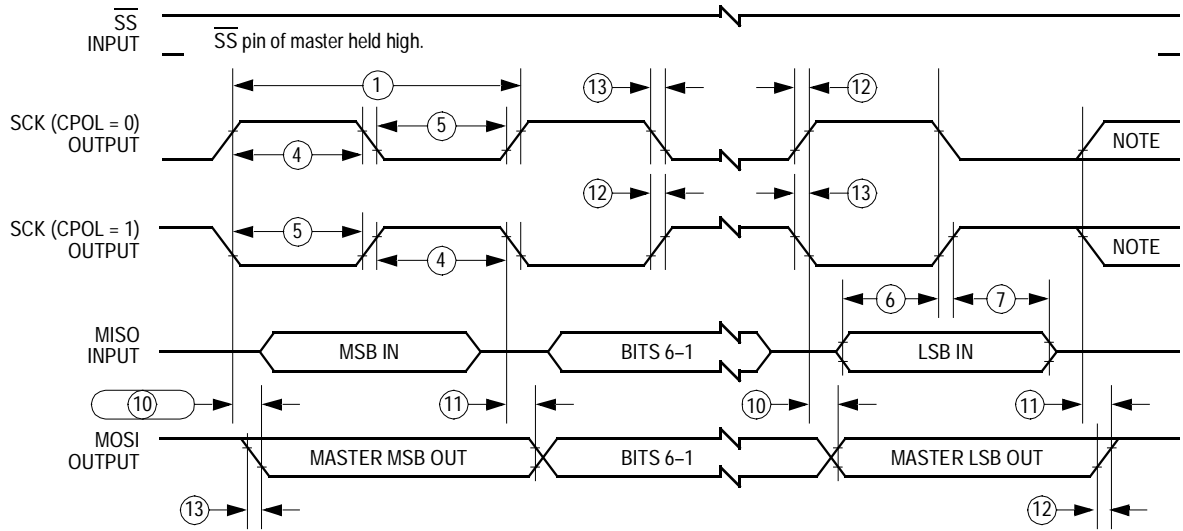 SS
INPUT
SS pin of master held high.
1
13
12
SCK (CPOL = 0)
OUTPUT
5
4
NOTE
12
13
SCK (CPOL = 1)
OUTPUT
5
4
NOTE
6
7
MISO
INPUT
MSB IN
BITS 6–1
LSB IN
10
11
10
11
MOSI
OUTPUT
MASTER MSB OUT
BITS 6–1
MASTER LSB OUT
13
12